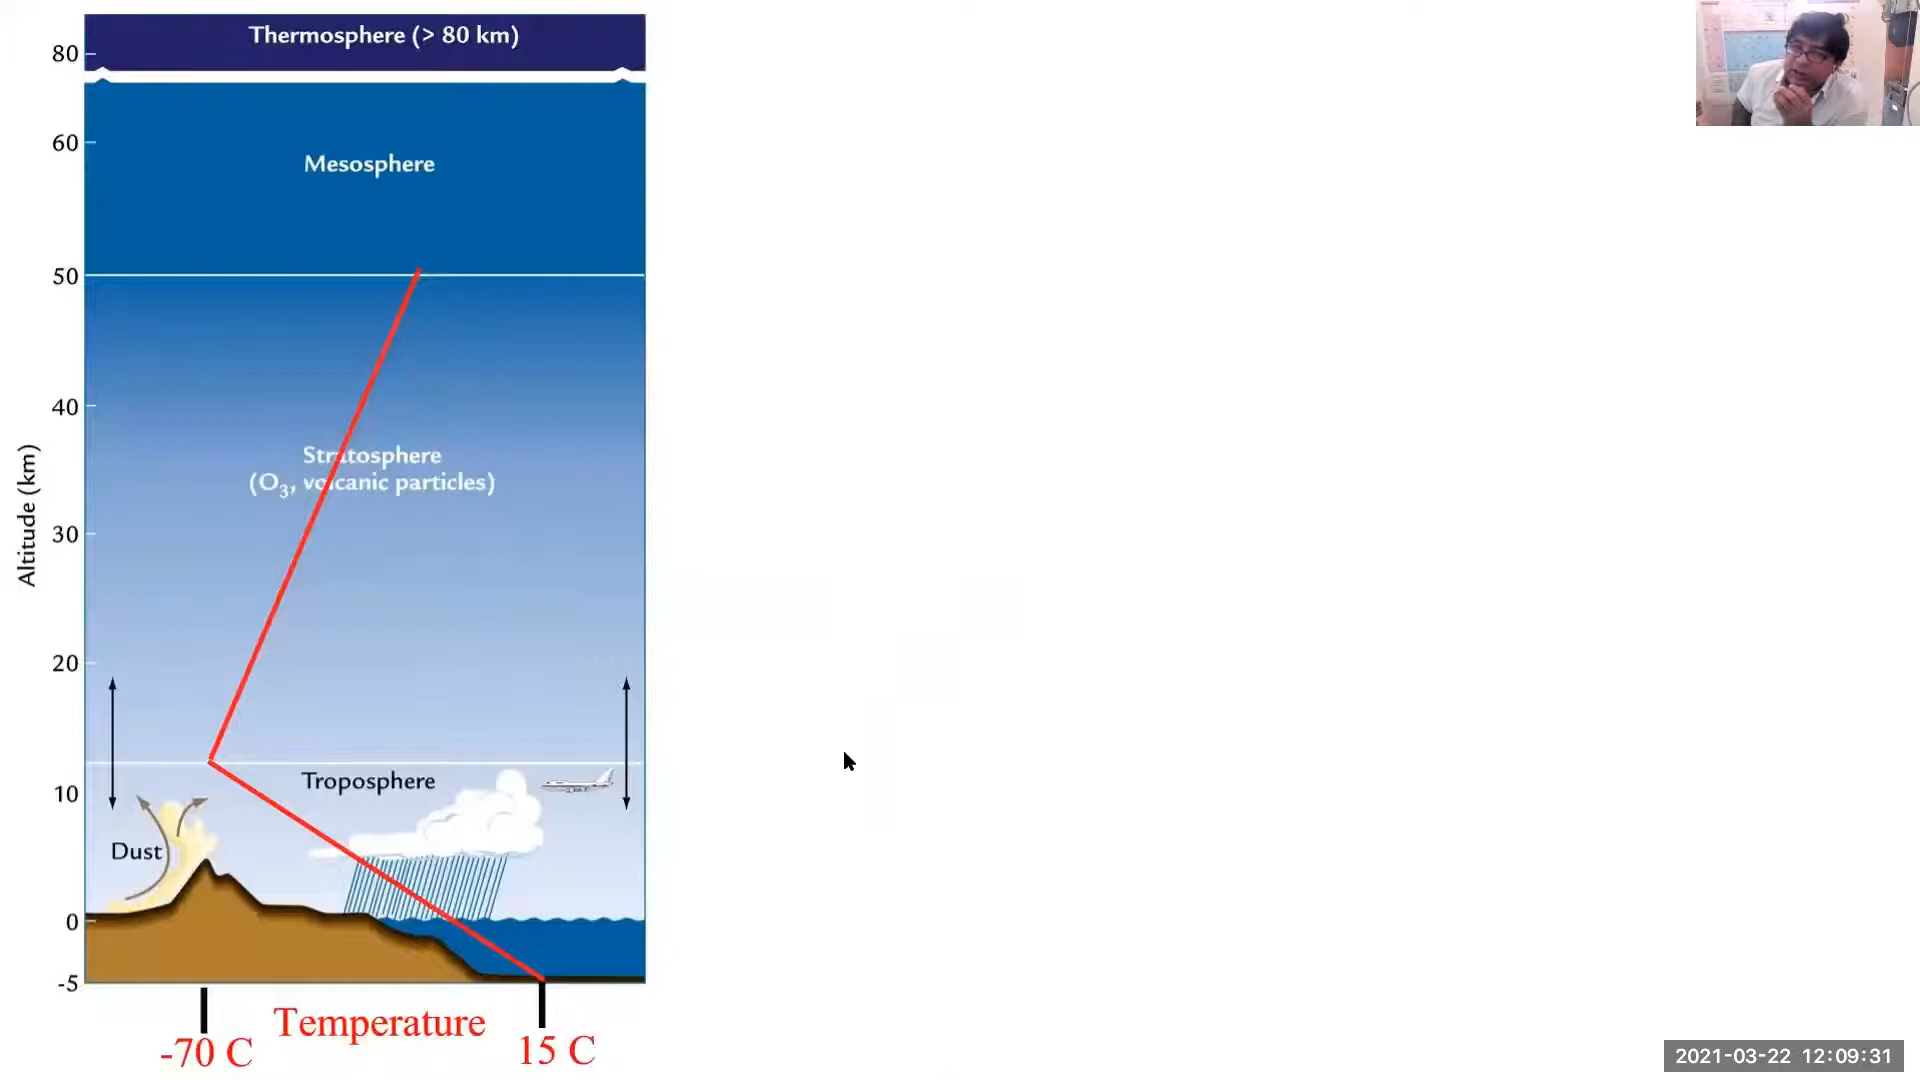 Thermosphere (> 80 km)
80
60
Mesosphere
50
40
Stratosphere
(O₃, volcanic particles)
Altitude (km)
30
20
Troposphere
10
Dust
0
-5
Temperature
-70 C
15 C
2021-03-22 12:09:31